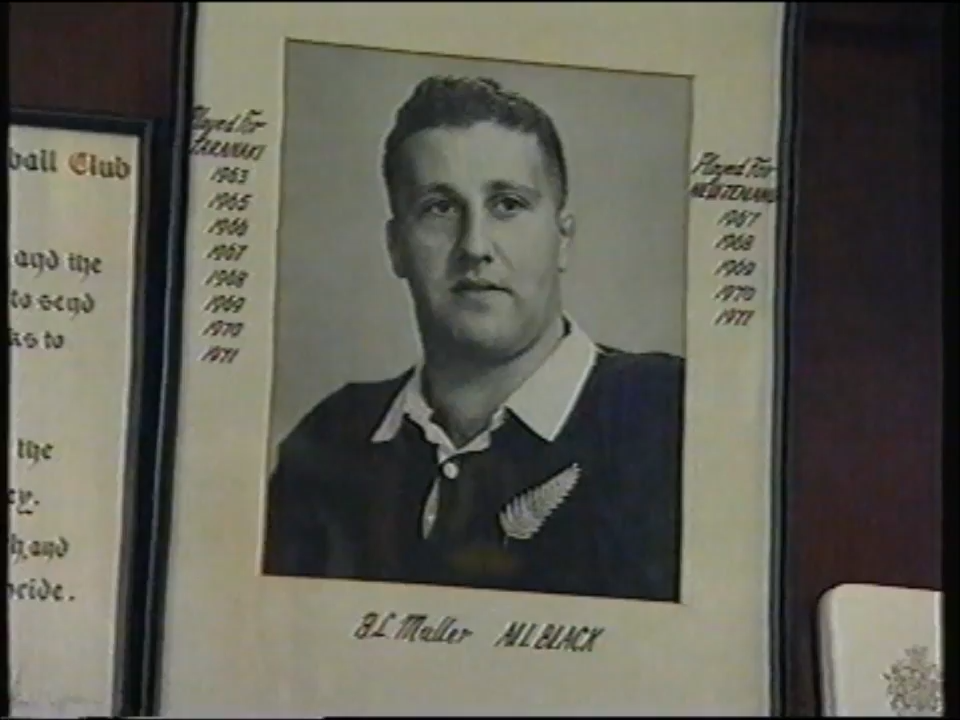 ball Club
and the
to send
ks to
the
ey.
h, and
pride.
Played For
TARANAKI
1963
1965
1966
1967
1968
1969
1970
1971
Played For
NEW ZEALAND
1967
1968
1969
1970
1971
B L Muller ALL BLACK